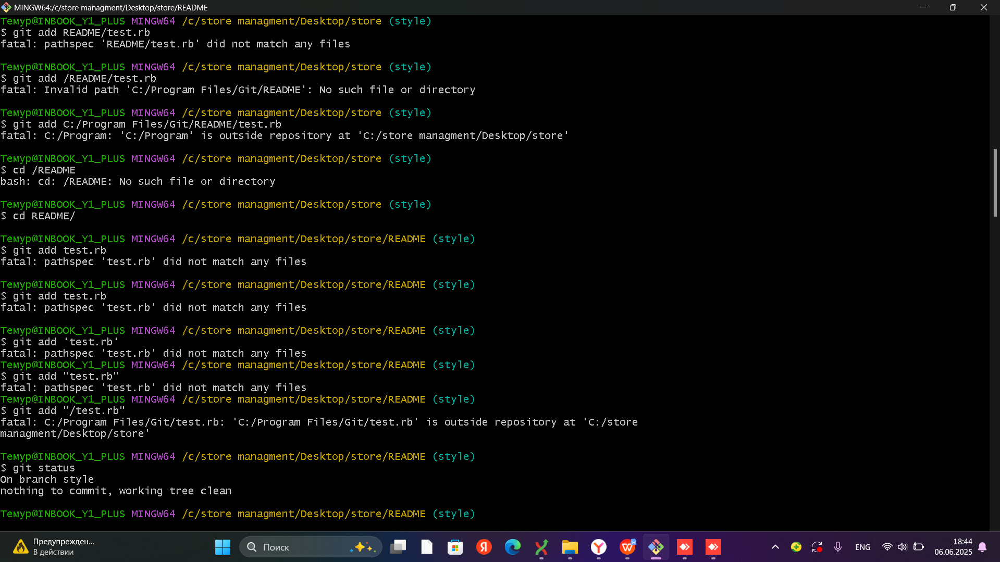 MINGW64:/c/store managment/Desktop/store/README
Темур@INBOOK_Y1_PLUS MINGW64 /c/store managment/Desktop/store (style)
$ git add README/test.rb
fatal: pathspec 'README/test.rb' did not match any files
Темур@INBOOK_Y1_PLUS MINGW64 /c/store managment/Desktop/store (style)
$ git add /README/test.rb
fatal: Invalid path 'C:/Program Files/Git/README': No such file or directory
Темур@INBOOK_Y1_PLUS MINGW64 /c/store managment/Desktop/store (style)
$ git add C:/Program Files/Git/README/test.rb
fatal: C:/Program: 'C:/Program' is outside repository at 'C:/store managment/Desktop/store'
Темур@INBOOK_Y1_PLUS MINGW64 /c/store managment/Desktop/store (style)
$ cd /README
bash: cd: /README: No such file or directory
Темур@INBOOK_Y1_PLUS MINGW64 /c/store managment/Desktop/store (style)
$ cd README/
Темур@INBOOK_Y1_PLUS MINGW64 /c/store managment/Desktop/store/README (style)
$ git add test.rb
fatal: pathspec 'test.rb' did not match any files
Темур@INBOOK_Y1_PLUS MINGW64 /c/store managment/Desktop/store/README (style)
$ git add test.rb
fatal: pathspec 'test.rb' did not match any files
Темур@INBOOK_Y1_PLUS MINGW64 /c/store managment/Desktop/store/README (style)
$ git add 'test.rb'
fatal: pathspec 'test.rb' did not match any files
Темур@INBOOK_Y1_PLUS MINGW64 /c/store managment/Desktop/store/README (style)
$ git add "test.rb"
fatal: pathspec 'test.rb' did not match any files
Темур@INBOOK_Y1_PLUS MINGW64 /c/store managment/Desktop/store/README (style)
$ git add "/test.rb"
fatal: C:/Program Files/Git/test.rb: 'C:/Program Files/Git/test.rb' is outside repository at 'C:/store
managment/Desktop/store'
Темур@INBOOK_Y1_PLUS MINGW64 /c/store managment/Desktop/store/README (style)
$ git status
On branch style
nothing to commit, working tree clean
Темур@INBOOK_Y1_PLUS MINGW64 /c/store managment/Desktop/store/README (style)
Предупрежден...
В действии
Поиск
Я
Y
W
W
ENG
18:44
06.06.2025